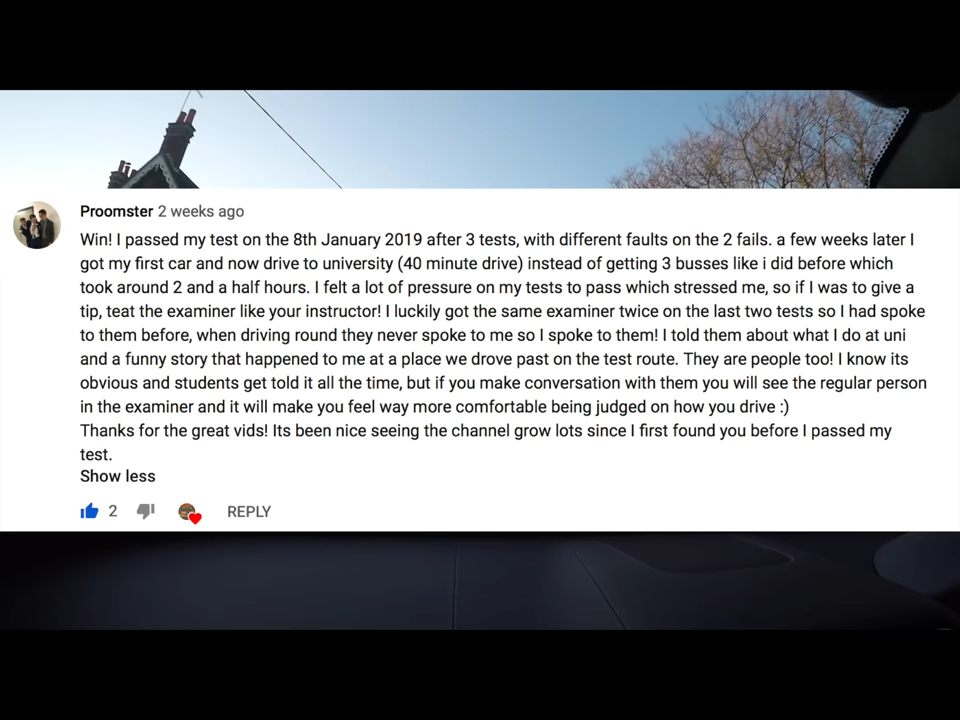 Proomster 2 weeks ago
Win! I passed my test on the 8th January 2019 after 3 tests, with different faults on the 2 fails. a few weeks later I
got my first car and now drive to university (40 minute drive) instead of getting 3 busses like i did before which
took around 2 and a half hours. I felt a lot of pressure on my tests to pass which stressed me, so if I was to give a
tip, teat the examiner like your instructor! I luckily got the same examiner twice on the last two tests so I had spoke
to them before, when driving round they never spoke to me so I spoke to them! I told them about what I do at uni
and a funny story that happened to me at a place we drove past on the test route. They are people too! I know its
obvious and students get told it all the time, but if you make conversation with them you will see the regular person
in the examiner and it will make you feel way more comfortable being judged on how you drive :)
Thanks for the great vids! Its been nice seeing the channel grow lots since I first found you before I passed my
test.
Show less
2 REPLY